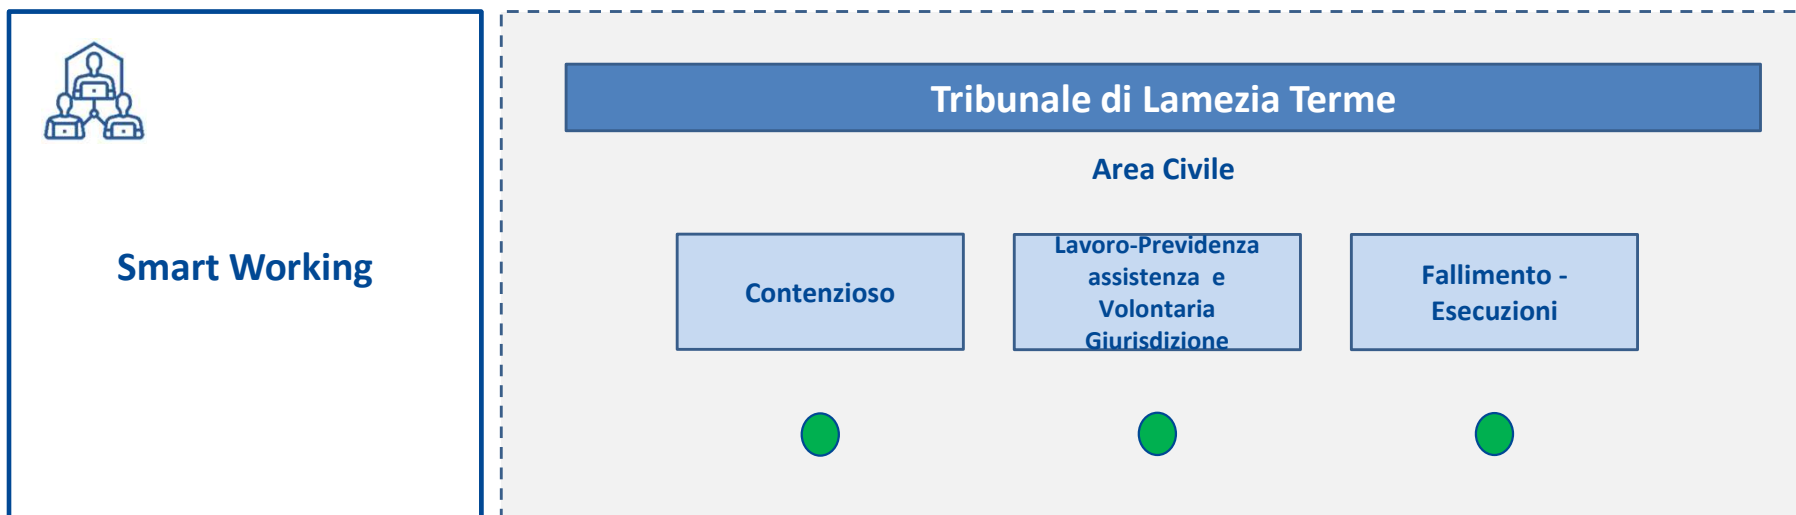 Smart Working
Tribunale di Lamezia Terme
Area Civile
Contenzioso
Lavoro-Previdenza
assistenza e
Volontaria
Giurisdizione
Fallimento -
Esecuzioni